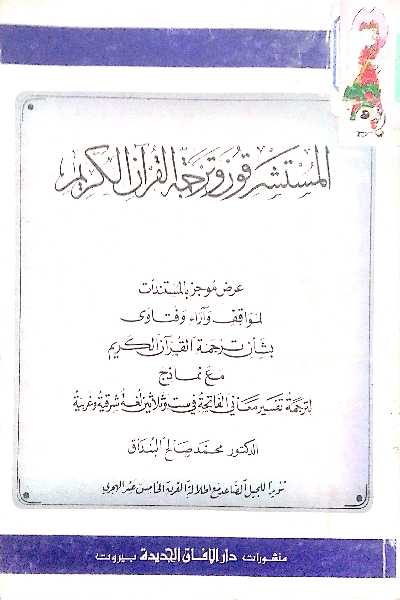 المستشرقون وترجمة القرآن الكريم
عرض موجز بالمستندات
لمواقف وآراء وفتاوى
بشأن ترجمة القرآن الكريم
مع نماذج
لترجمة تفسير معاني الفاتحة في ست وثلاثين لغة شرقية وغربية
الدكتور محمد صالح البنداق
للجيل الصاعد مع اطلالة القرن الخامس عشر الهجري
منشورات دار الآفاق الجديدة بيروت